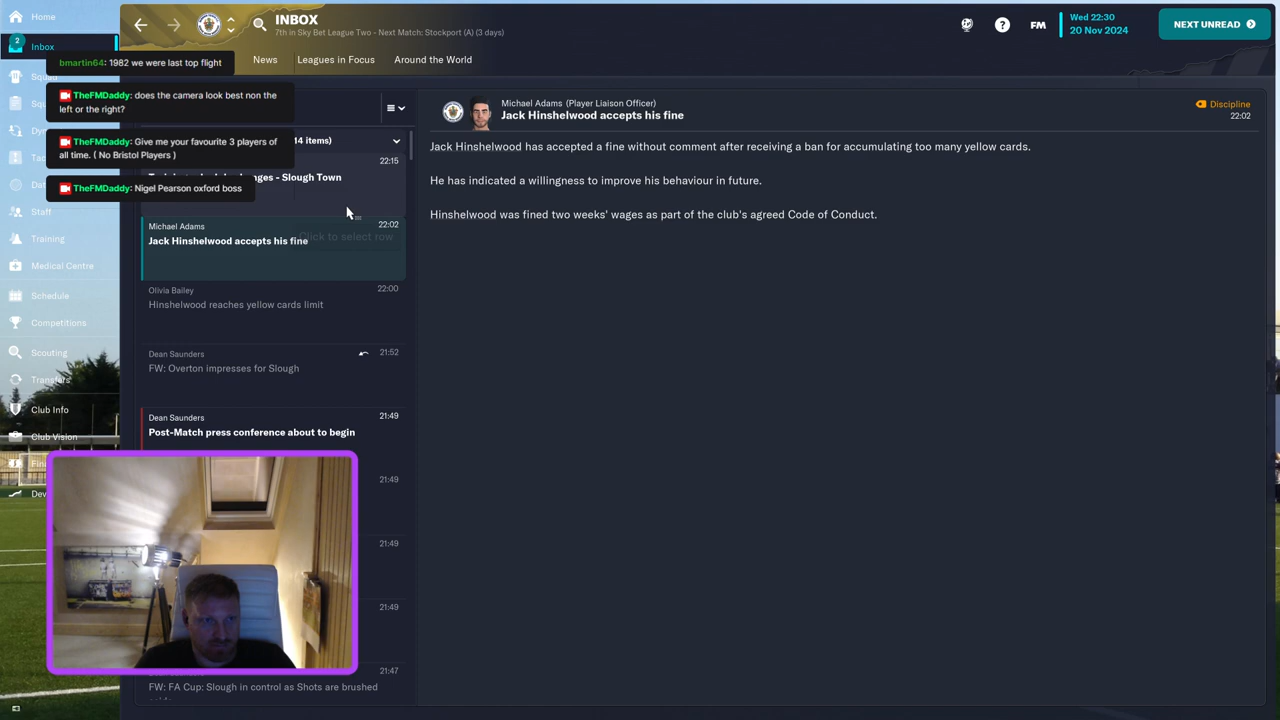 Home
INBOX
7th in Sky Bet League Two - Next Match: Stockport (A) (3 days)
FM
Wed 22:30
20 Nov 2024
NEXT UNREAD
2
Inbox
News
Leagues in Focus
Around the World
bmartin64: 1982 we were last top flight
TheFMDaddy: does the camera look best non the
left or the right?
TheFMDaddy: Give me your favourite 3 players of
all time. ( No Bristol Players )
TheFMDaddy: Nigel Pearson oxford boss
Staff
Training
Medical Centre
Schedule
Competitions
Scouting
Transfers
Club Info
Club Vision
14 items)
22:15
nges - Slough Town
Michael Adams
22:02
Jack Hinshelwood accepts his fine
Click to select row
Olivia Bailey
22:00
Hinshelwood reaches yellow cards limit
Dean Saunders
21:52
FW: Overton impresses for Slough
Dean Saunders
21:49
Post-Match press conference about to begin
21:49
21:49
21:49
21:47
FW: FA Cup: Slough in control as Shots are brushed
Michael Adams (Player Liaison Officer)
Jack Hinshelwood accepts his fine
Discipline
22:02
Jack Hinshelwood has accepted a fine without comment after receiving a ban for accumulating too many yellow cards.
He has indicated a willingness to improve his behaviour in future.
Hinshelwood was fined two weeks' wages as part of the club's agreed Code of Conduct.